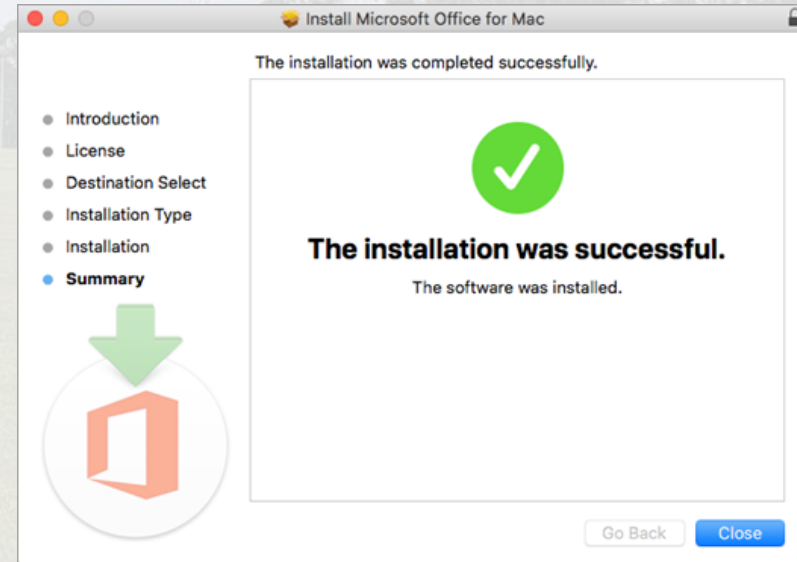 Install Microsoft Office for Mac
The installation was completed successfully.
Introduction
License
Destination Select
Installation Type
Installation
Summary
The installation was successful.
The software was installed.
Go Back
Close